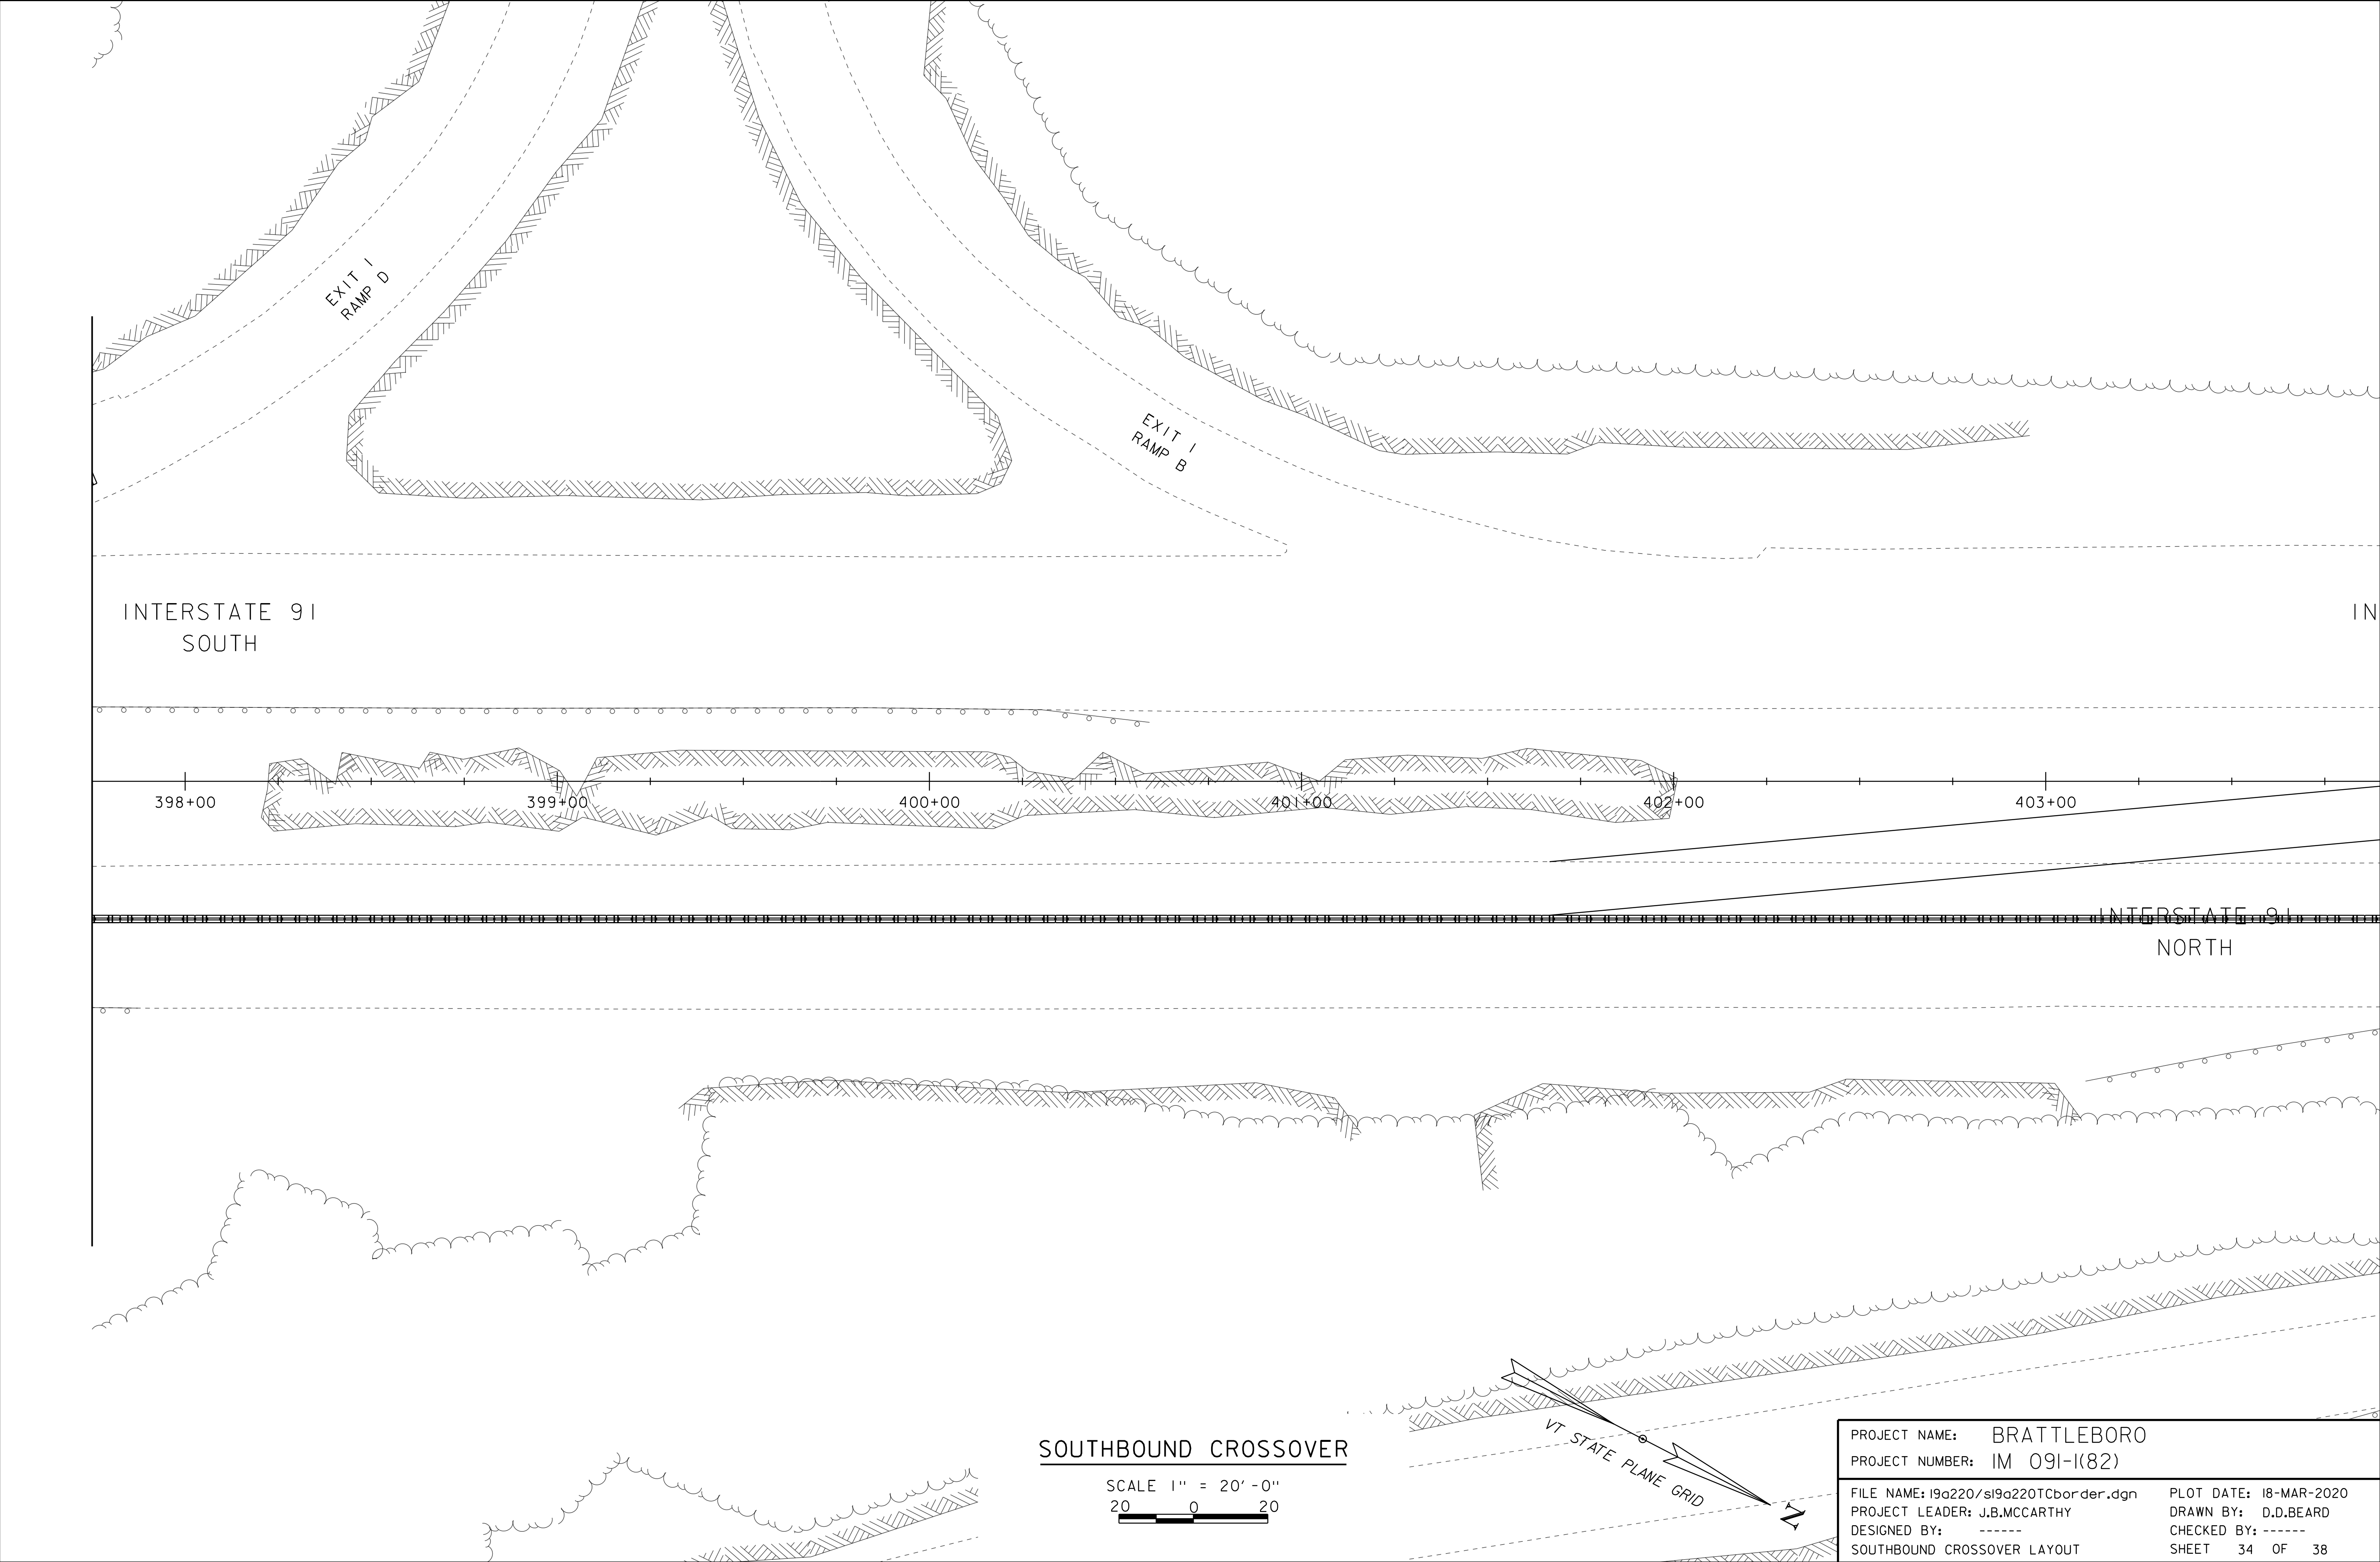 EXIT 1
RAMP D
EXIT 1
RAMP B
INTERSTATE 91
SOUTH
IN
398+00
399+00
400+00
401+00
402+00
403+00
INTERSTATE 91
NORTH
SOUTHBOUND CROSSOVER
SCALE 1" = 20'-0"
20 0 20
VT STATE PLANE GRID
N
PROJECT NAME: BRATTLEBORO
PROJECT NUMBER: IM 091-1(82)
FILE NAME: 19a220/s19a220TCborder.dgn PLOT DATE: 18-MAR-2020
PROJECT LEADER: J.B.MCCARTHY DRAWN BY: D.D.BEARD
DESIGNED BY: ------ CHECKED BY: ------
SOUTHBOUND CROSSOVER LAYOUT SHEET 34 OF 38